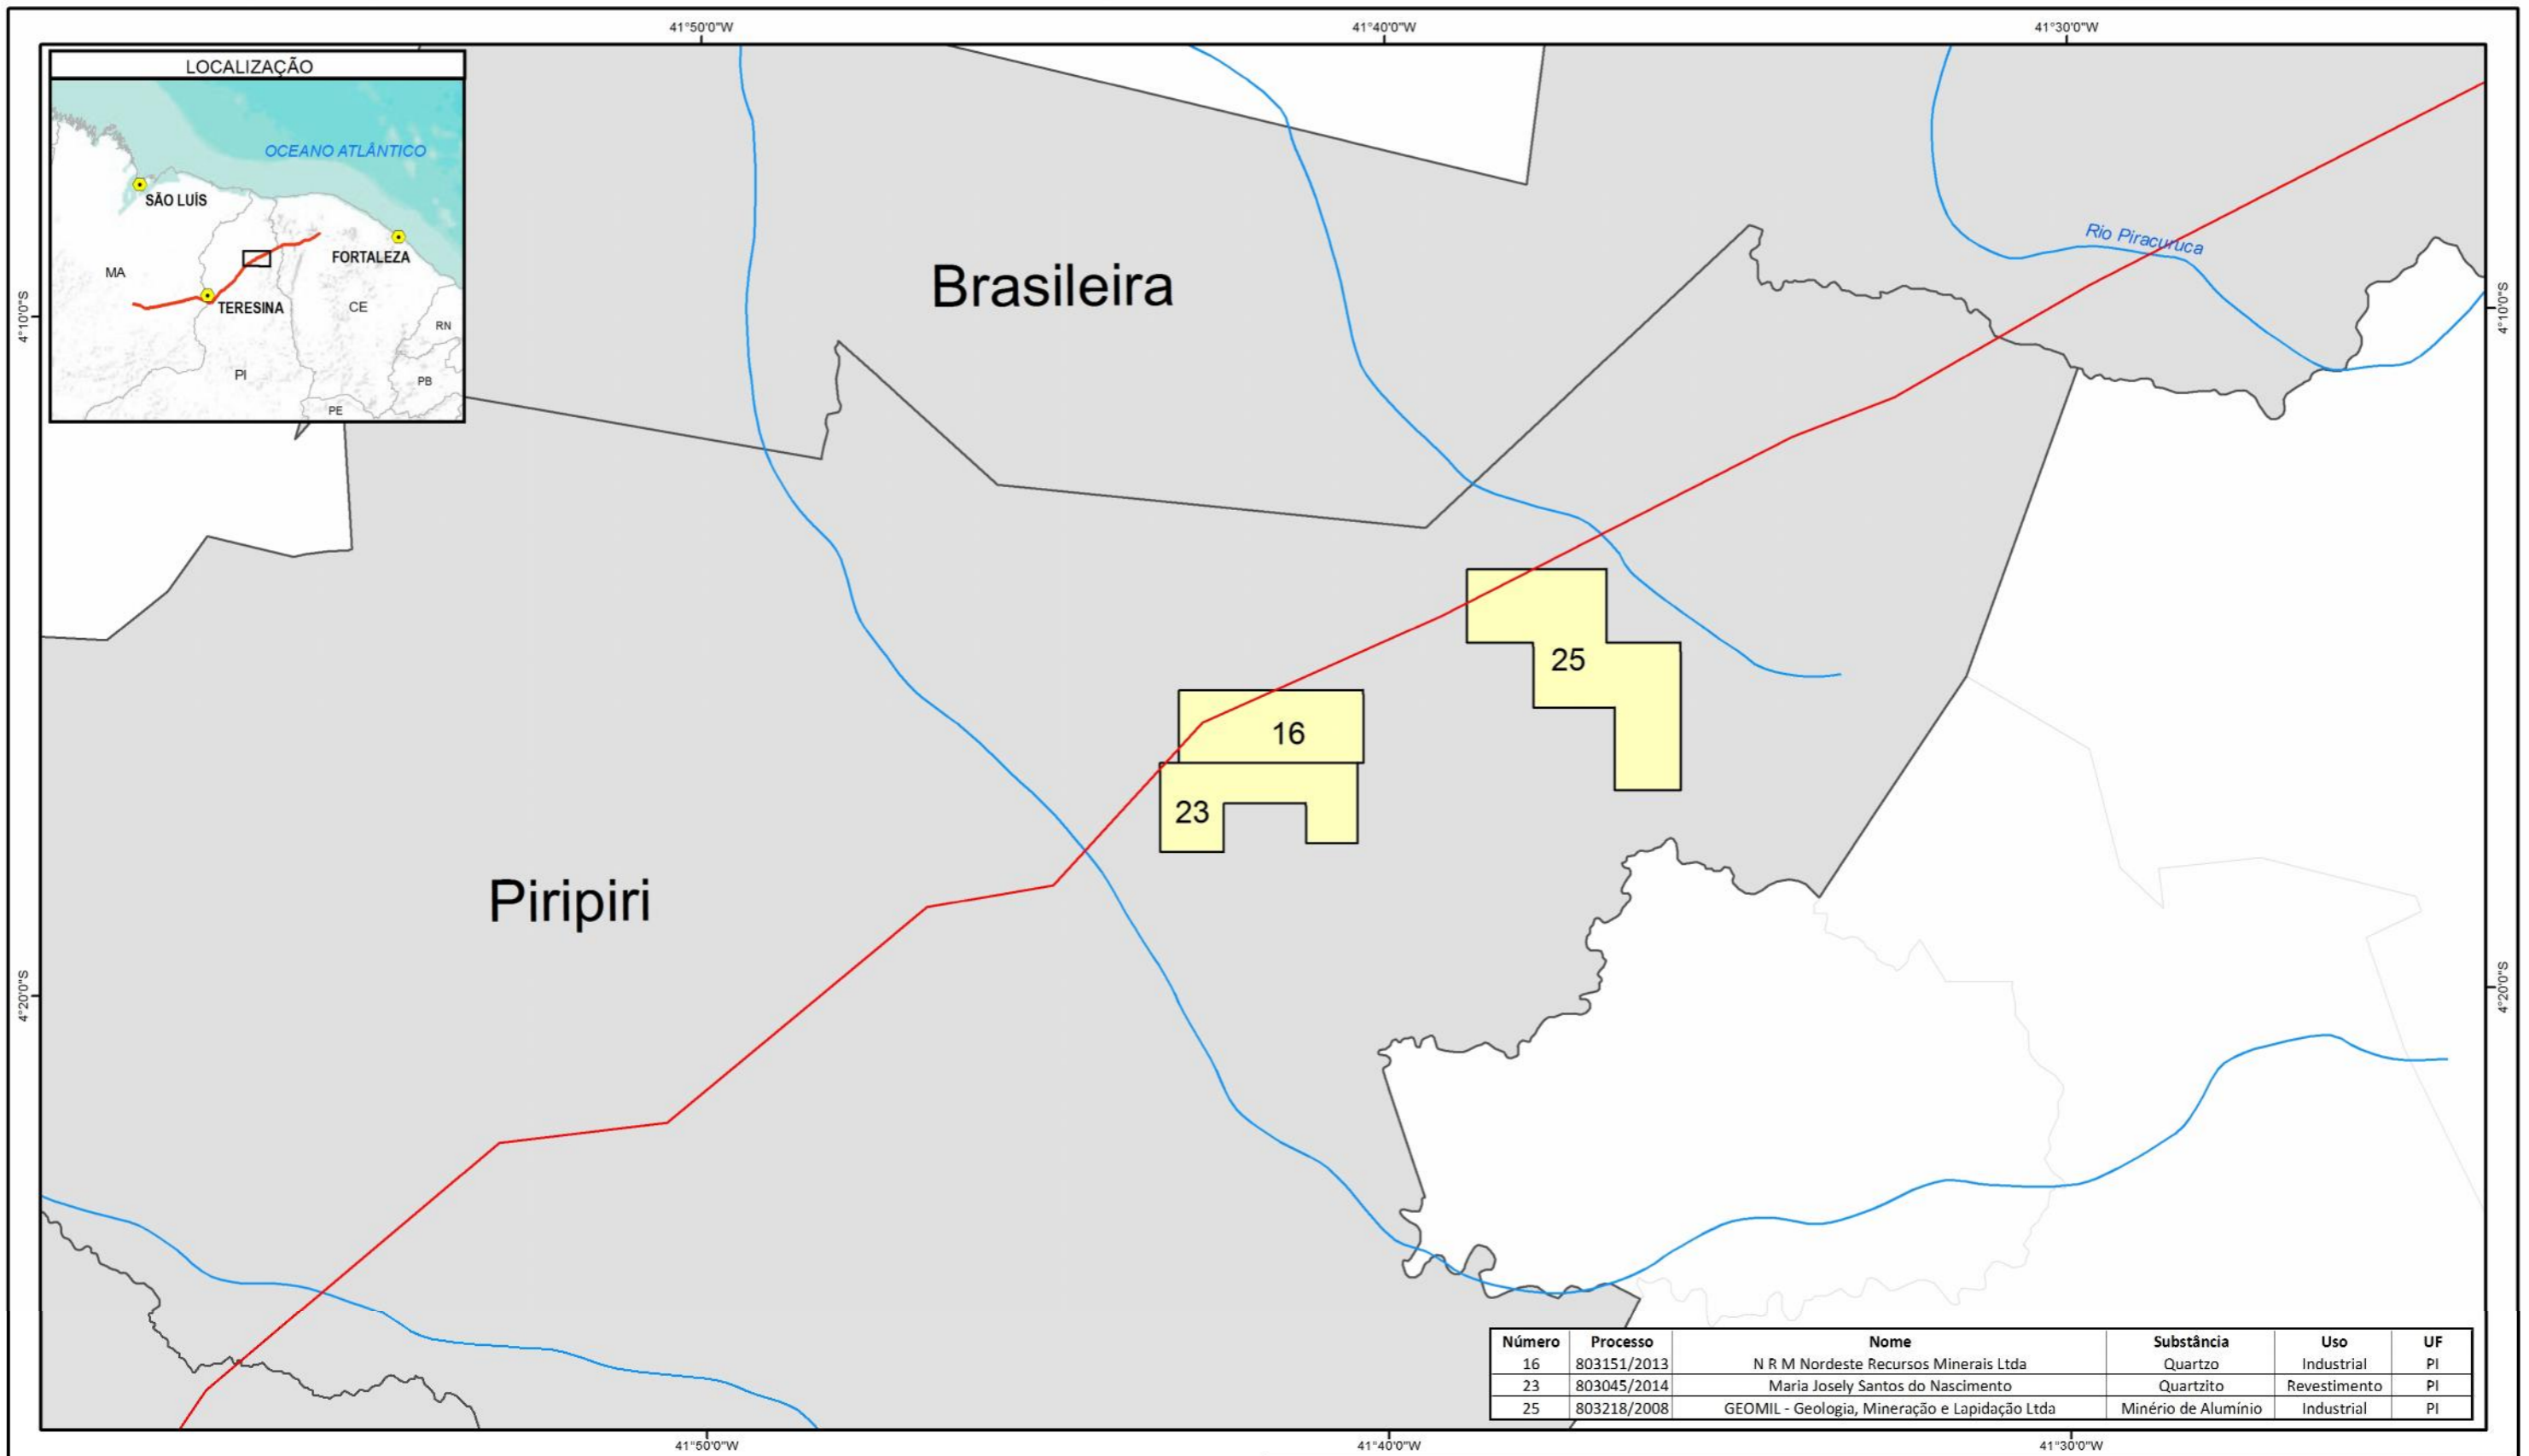 41°50'0"W 41°40'0"W 41°30'0"W
LOCALIZAÇÃO
OCEANO ATLÂNTICO
SÃO LUÍS
FORTALEZA
MA
TERESINA
CE
RN
PI
PB
PE
Rio Piracuruca
Brasileira
4°10'0"S 4°10'0"S
25
16
23
Piripiri
4°20'0"S 4°20'0"S
Número Processo Nome Substância Uso UF
16 803151/2013 N R M Nordeste Recursos Minerais Ltda Quartzo Industrial PI
23 803045/2014 Maria Josely Santos do Nascimento Quartzito Revestimento PI
25 803218/2008 GEOMIL - Geologia, Mineração e Lapidação Ltda Minério de Alumínio Industrial PI
41°50'0"W 41°40'0"W 41°30'0"W